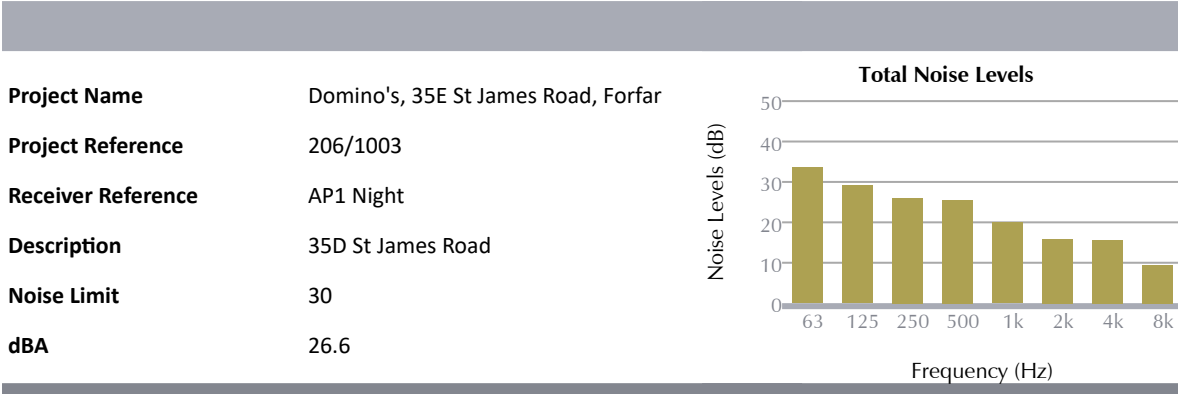 Project Name Domino's, 35E St James Road, Forfar
Project Reference 206/1003
Receiver Reference AP1 Night
Description 35D St James Road
Noise Limit 30
dBA 26.6
Total Noise Levels
Noise Levels (dB)
50
40
30
20
10
0
63 125 250 500 1k 2k 4k 8k
Frequency (Hz)